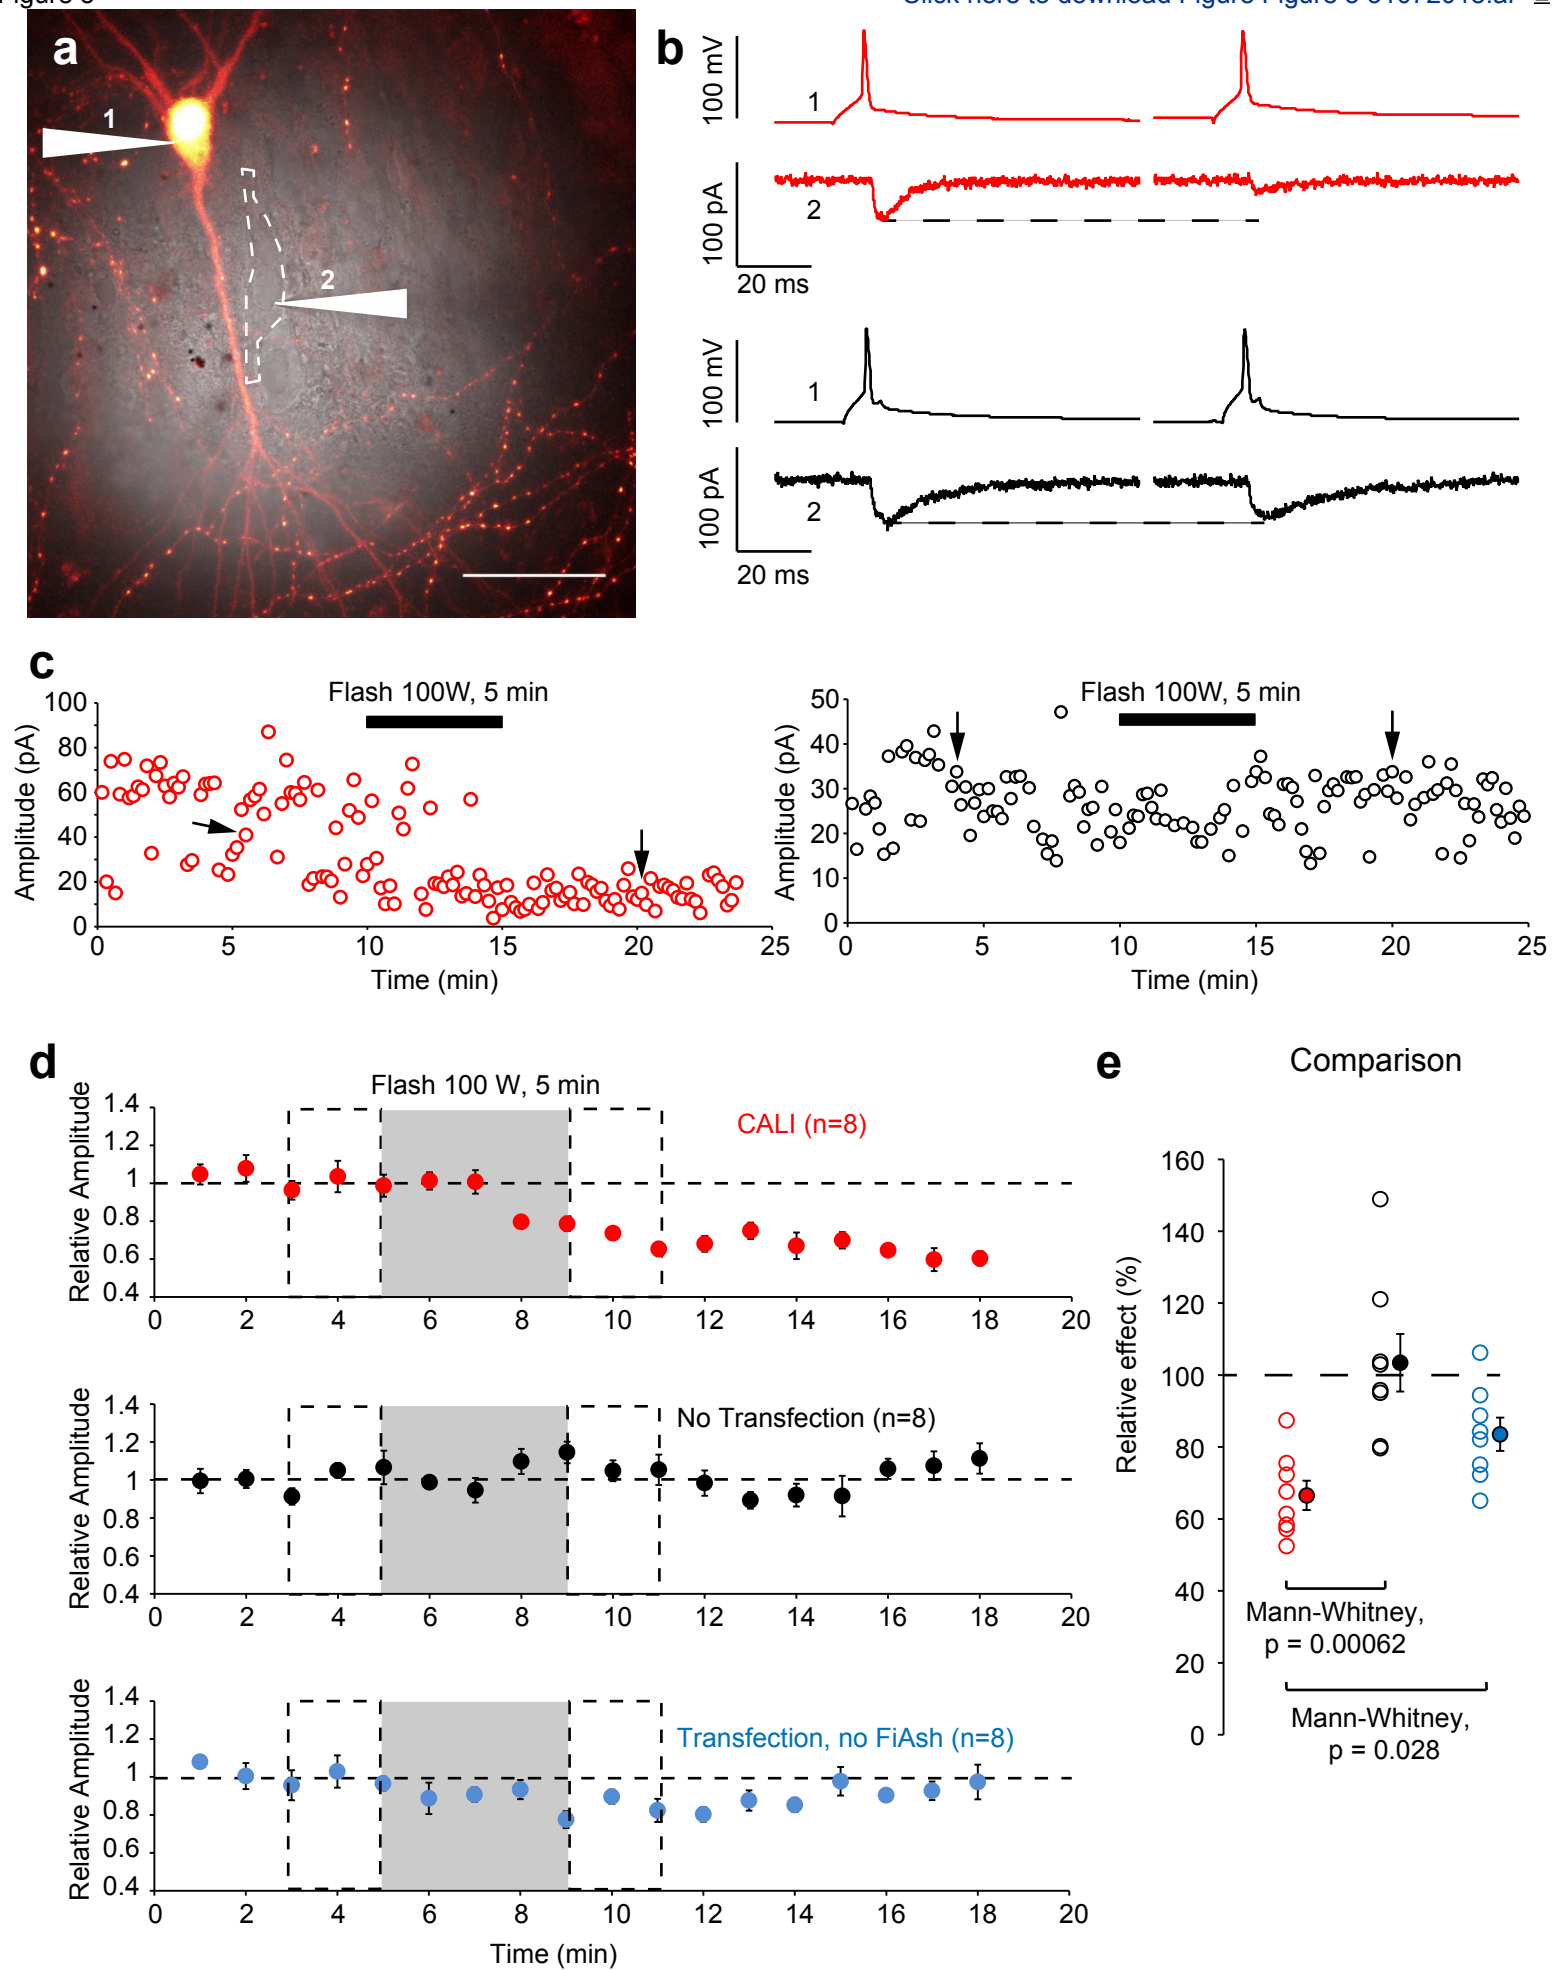 a
1
2
b
100 mV
1
100 pA
2
20 ms
100 mV
1
100 pA
2
20 ms
c
Flash 100W, 5 min
Amplitude (pA)
100
80
60
40
20
0
0 5 10 15 20 25
Time (min)
Flash 100W, 5 min
Amplitude (pA)
50
40
30
20
10
0
0 5 10 15 20 25
Time (min)
d
Flash 100 W, 5 min
CALI (n=8)
Relative Amplitude
1.4
1.2
1
0.8
0.6
0.4
0 2 4 6 8 10 12 14 16 18 20
No Transfection (n=8)
Relative Amplitude
1.4
1.2
1
0.8
0.6
0.4
0 2 4 6 8 10 12 14 16 18 20
Transfection, no FiAsh (n=8)
Relative Amplitude
1.4
1.2
1
0.8
0.6
0.4
0 2 4 6 8 10 12 14 16 18 20
Time (min)
e
Comparison
Relative effect (%)
160
140
120
100
80
60
40
20
0
Mann-Whitney,
p = 0.00062
Mann-Whitney,
p = 0.028